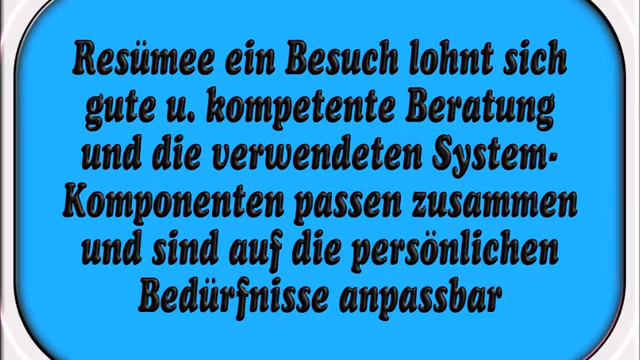 Resümee ein Besuch lohnt sich
gute u. kompetente Beratung
und die verwendeten System-
Komponenten passen zusammen
und sind auf die persönlichen
Bedürfnisse anpassbar